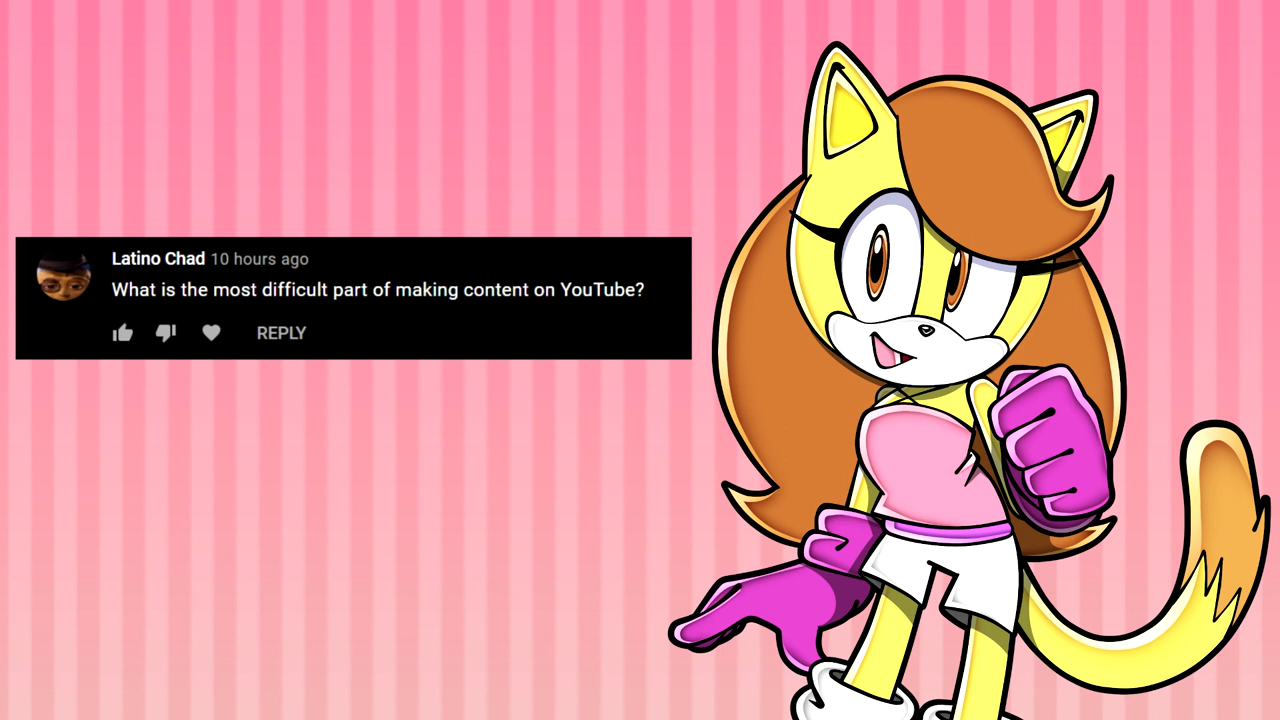 Latino Chad 10 hours ago
What is the most difficult part of making content on YouTube?
REPLY